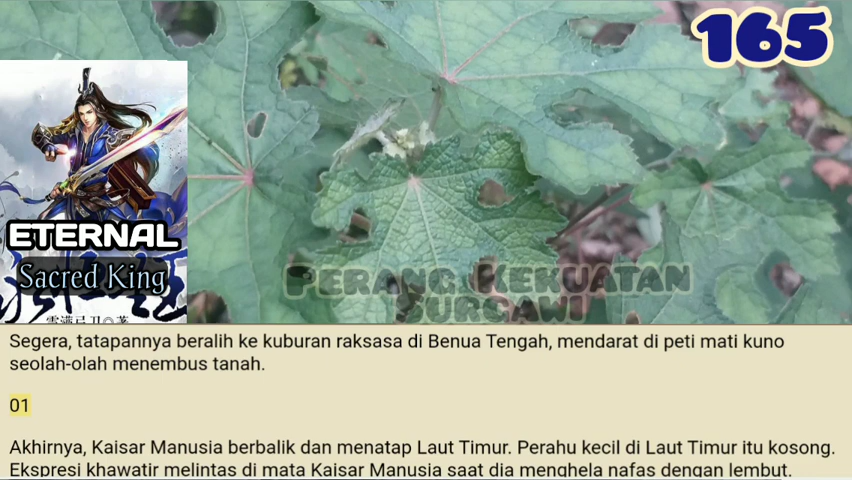 165
ETERNAL
Sacred King
PERANG KEKUATAN
SURGAWI
Segera, tatapannya beralih ke kuburan raksasa di Benua Tengah, mendarat di peti mati kuno
seolah-olah menembus tanah.
01
Akhirnya, Kaisar Manusia berbalik dan menatap Laut Timur. Perahu kecil di Laut Timur itu kosong.
Ekspresi khawatir melintas di mata Kaisar Manusia saat dia menghela nafas dengan lembut.